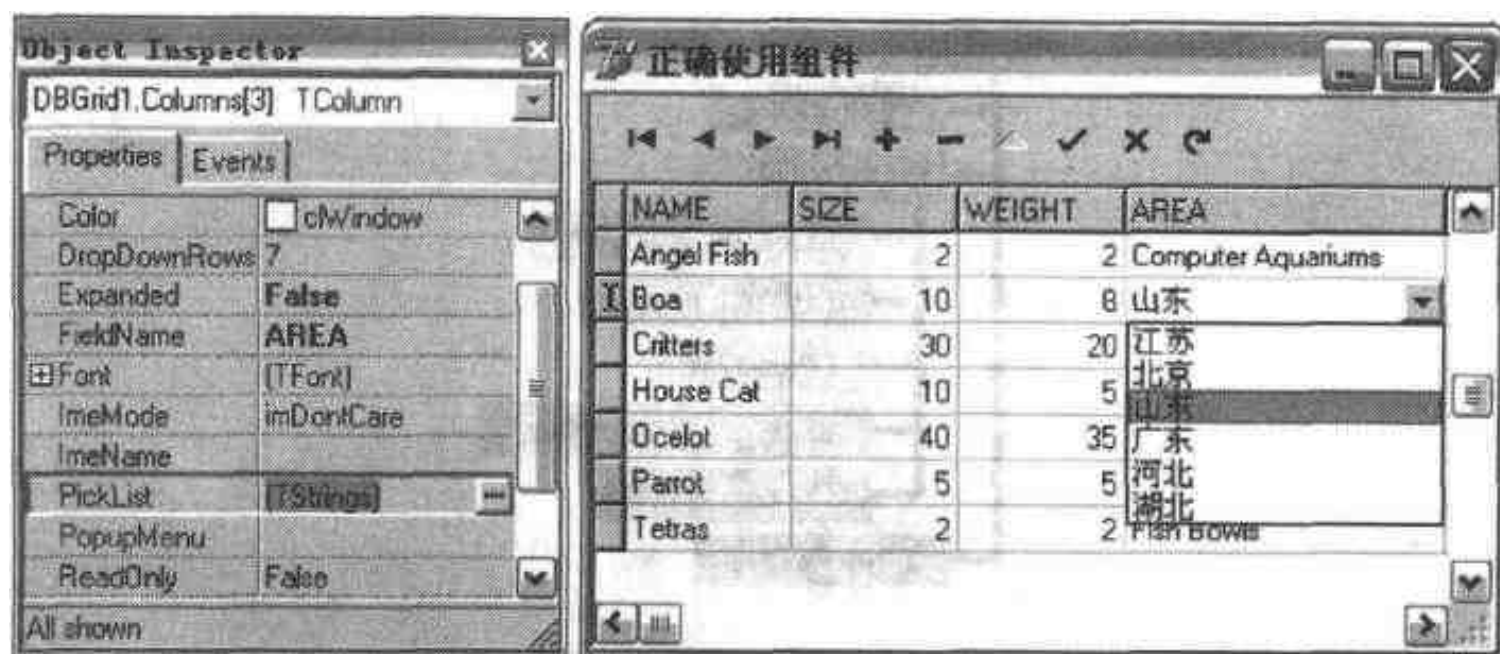 Object Inspector
DBGrid1.Columns[3] TColumn
Properties Events
Color clWindow
DropDownRows 7
Expanded False
FieldName AREA
Font (TFont)
ImeMode imDontCare
ImeName
PickList (TStrings)
PopupMenu
ReadOnly False
All shown
正确使用组件
NAME SIZE WEIGHT AREA
Angel Fish 2 2 Computer Aquariums
Boa 10 8 山东
Critters 30 20 江苏
北京
House Cat 10 5 山东
Ocelot 40 35 广东
Parrot 5 5 河北
湖北
Tetras 2 2 Fish Bowls